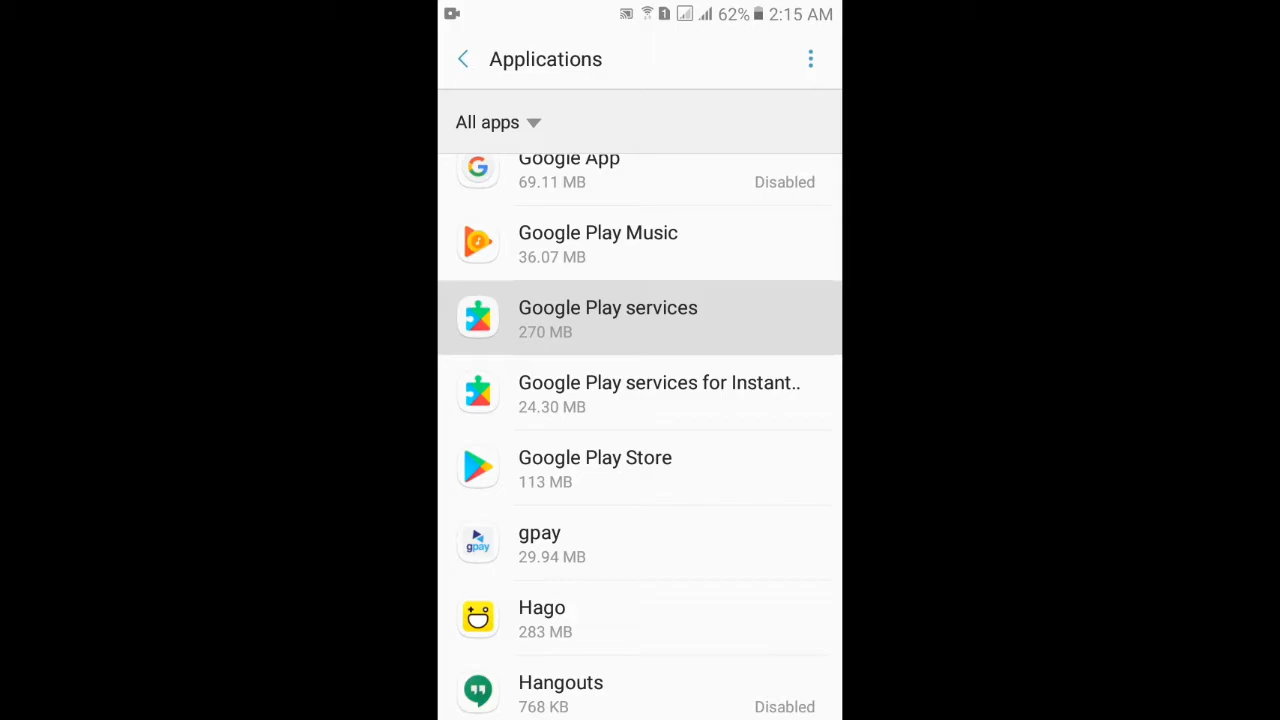 62% 2:15 AM
Applications
All apps
Google App
69.11 MB
Disabled
Google Play Music
36.07 MB
Google Play services
270 MB
Google Play services for Instant..
24.30 MB
Google Play Store
113 MB
gpay
gpay
29.94 MB
Hago
283 MB
Hangouts
768 KB
Disabled